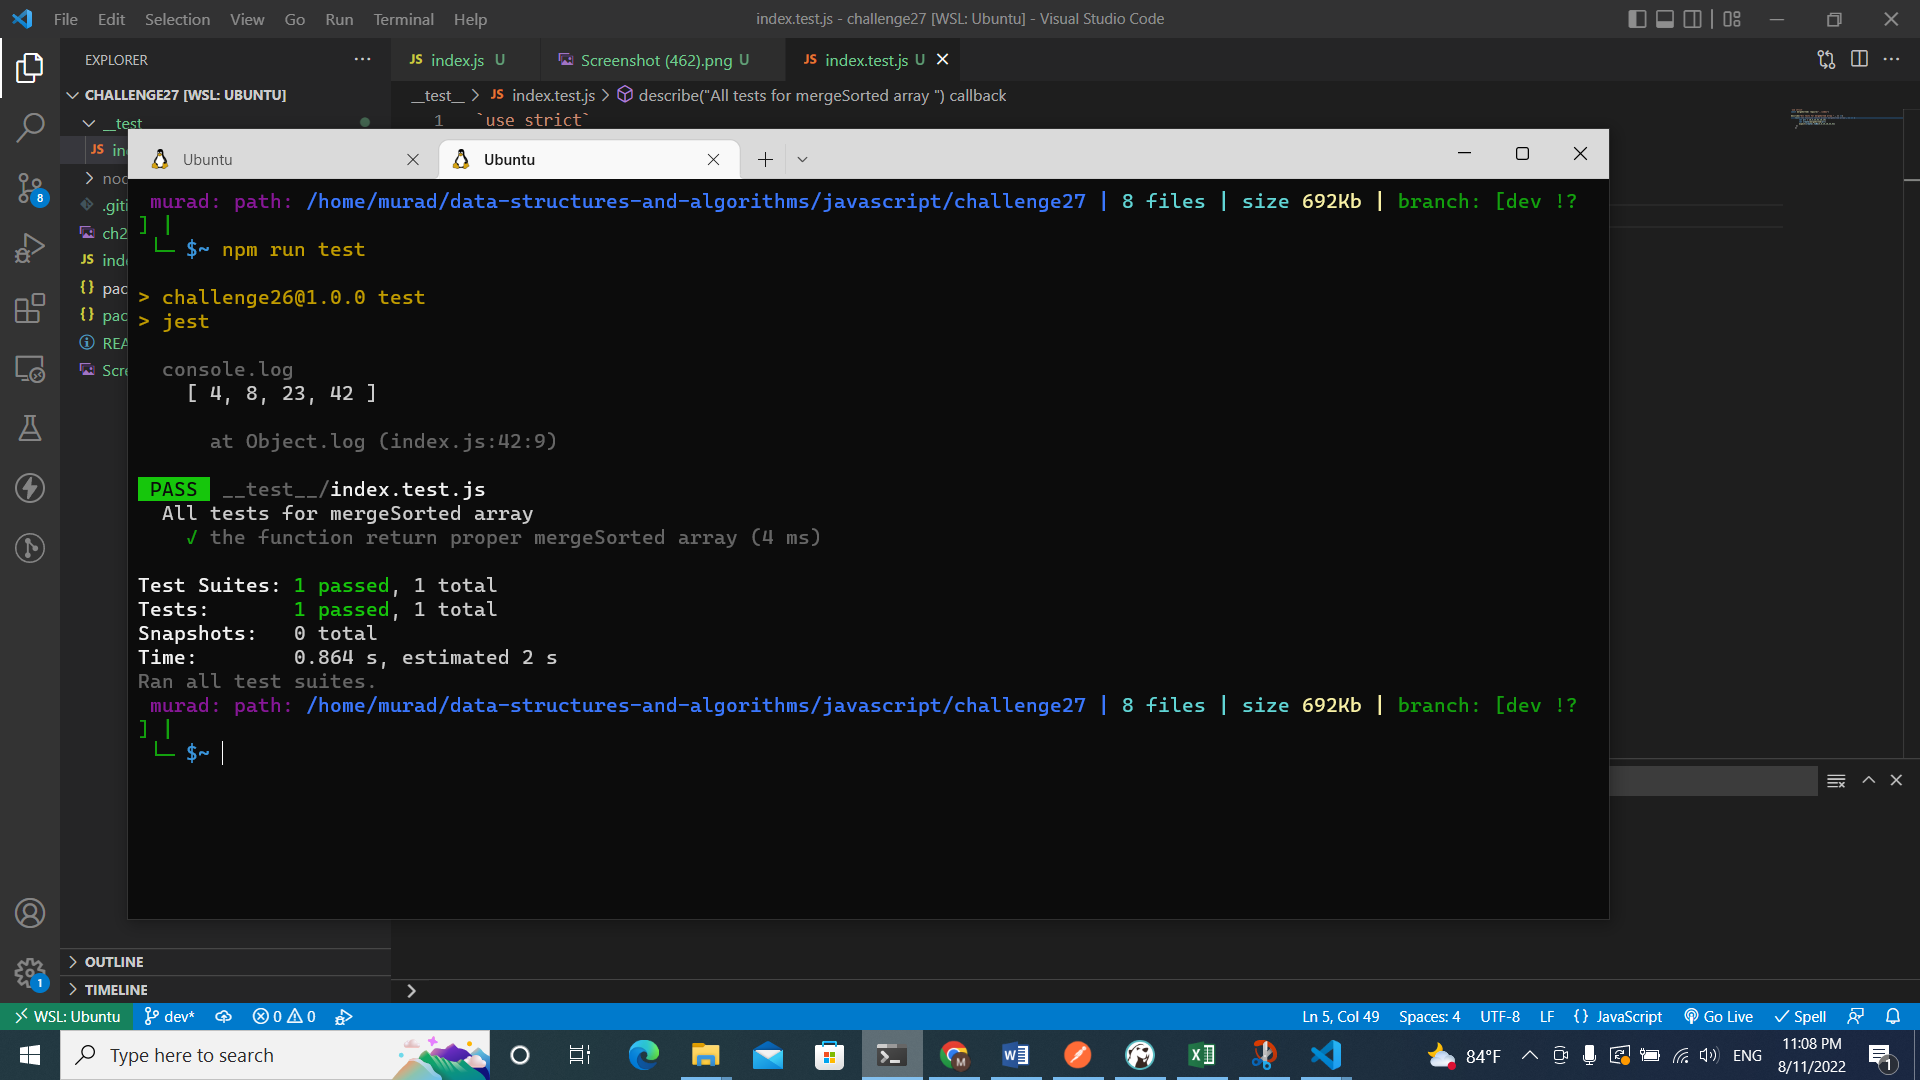 File Edit Selection View Go Run Terminal Help
index.test.js - challenge27 [WSL: Ubuntu] - Visual Studio Code
EXPLORER
JS index.js U
Screenshot (462).png U
JS index.test.js U
CHALLENGE27 [WSL: UBUNTU]
__test__ > JS index.test.js > describe("All tests for mergeSorted array ") callback
__test
1 `use strict`
JS in
noc
.giti
ch2
JS inde
{} pac
{} pac
REA
Scre
Ubuntu
Ubuntu
murad: path: /home/murad/data-structures-and-algorithms/javascript/challenge27 | 8 files | size 692Kb | branch: [dev !?
] |
└─ $~ npm run test
> challenge26@1.0.0 test
> jest
console.log
[ 4, 8, 23, 42 ]
at Object.log (index.js:42:9)
PASS __test__/index.test.js
All tests for mergeSorted array
√ the function return proper mergeSorted array (4 ms)
Test Suites: 1 passed, 1 total
Tests: 1 passed, 1 total
Snapshots: 0 total
Time: 0.864 s, estimated 2 s
Ran all test suites.
murad: path: /home/murad/data-structures-and-algorithms/javascript/challenge27 | 8 files | size 692Kb | branch: [dev !?
] |
└─ $~
8
1
OUTLINE
TIMELINE
WSL: Ubuntu dev* 0 0
Ln 5, Col 49 Spaces: 4 UTF-8 LF {} JavaScript Go Live Spell
Type here to search
84°F ENG
11:08 PM
8/11/2022
1